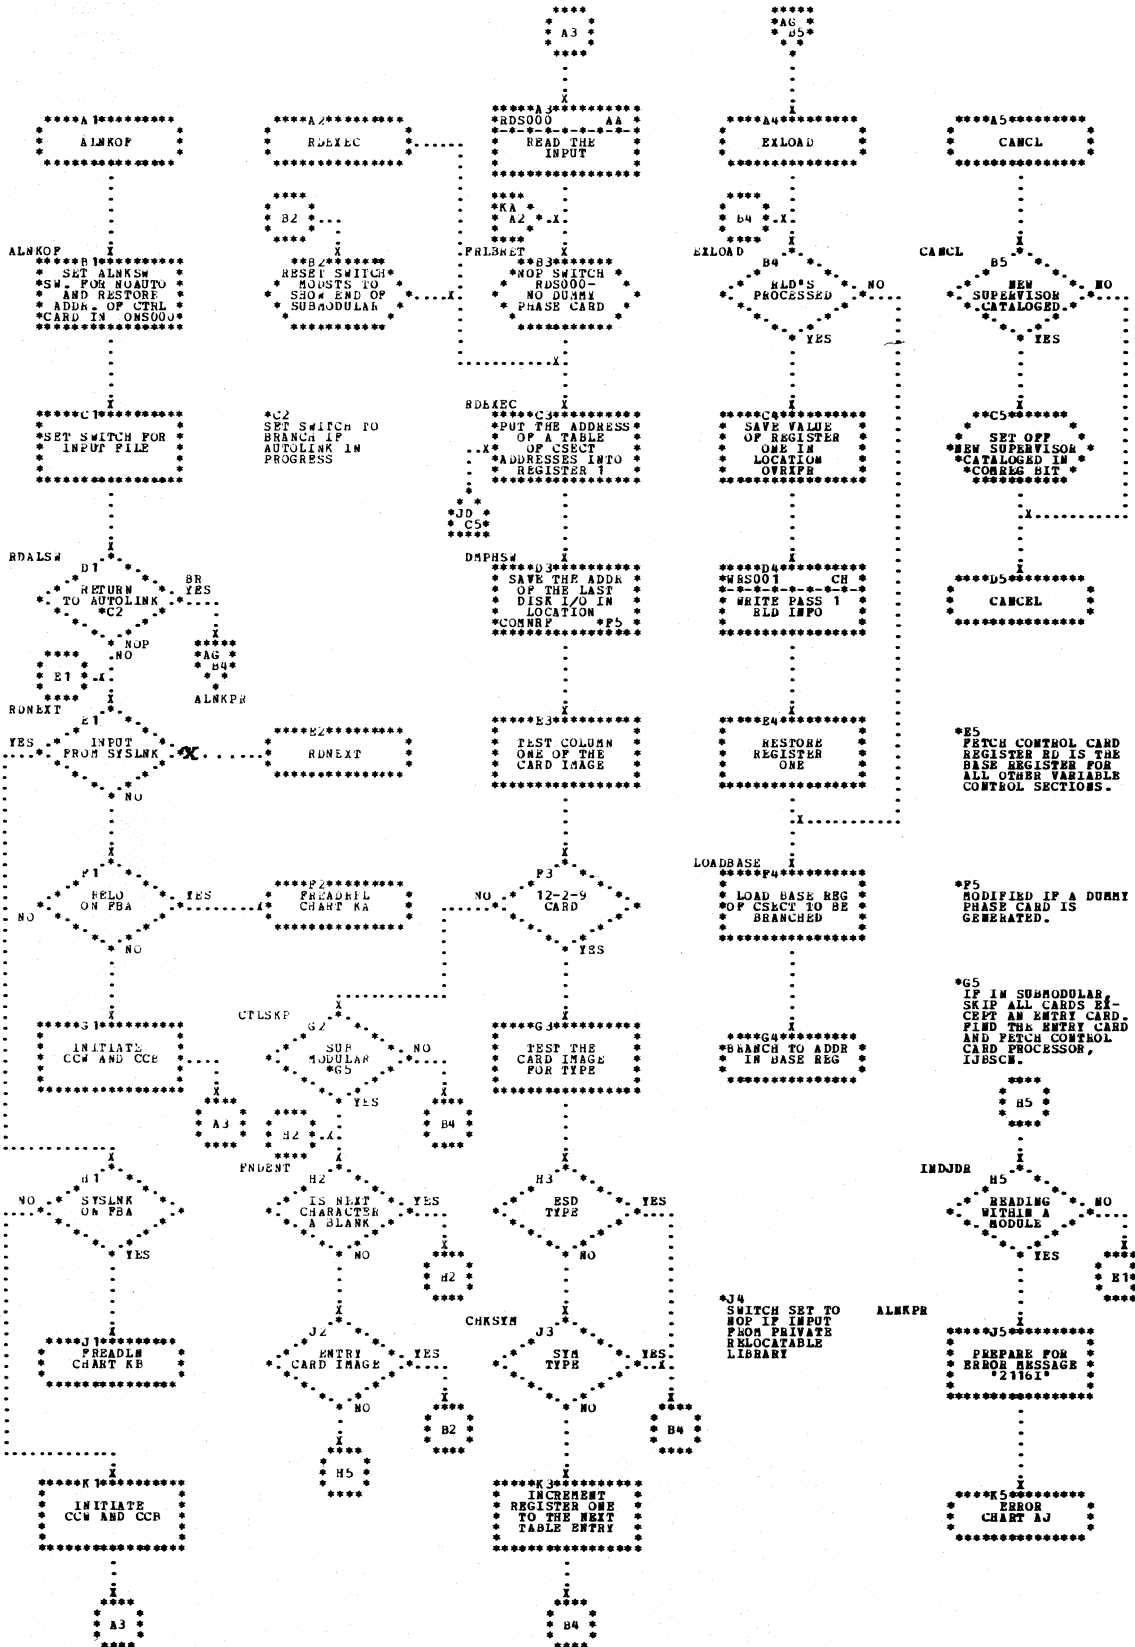 A3
AG
B5
A1
ALNKOP
A2
RDEXEC
A3
RDS000 AA
READ THE
INPUT
A4
EXLOAD
A5
CANCL
B2
KA
A2
B4
ALNKOP
B1
SET ALNKSW
SW. FOR NOAUTO
AND RESTORE
ADDR. OF CTRL
CARD IN ONS000
B2
RESET SWITCH
MODSTS TO
SHOW END OF
SUBMODULAR
PRLBRET
B3
NOP SWITCH
RDS000-
NO DUMMY
PHASE CARD
EXLOAD
B4
RLD'S
PROCESSED
NO
YES
CANCL
B5
NEW
SUPERVISOR
CATALOGED
NO
YES
C1
SET SWITCH FOR
INPUT FILE
*C2
SET SWITCH TO
BRANCH IF
AUTOLINK IN
PROGRESS
RDEXEC
C3
PUT THE ADDRESS
OF A TABLE
OF CSECT
ADDRESSES INTO
REGISTER 1
JD
C5
C4
SAVE VALUE
OF REGISTER
ONE IN
LOCATION
OVRIPR
C5
SET OFF
NEW SUPERVISOR
CATALOGED IN
COMREG BIT
RDALSW
D1
RETURN
TO AUTOLINK
*C2
BR
YES
NOP
NO
AG
B4
ALNKPR
DMPHSW
D3
SAVE THE ADDR
OF THE LAST
DISK I/O IN
LOCATION
COMNRP *F5
D4
WRS001 CH
WRITE PASS 1
RLD INFO
D5
CANCEL
E1
RDNEXT
E1
INPUT
FROM SYSLNK
YES
NO
E2
RDNEXT
E3
TEST COLUMN
ONE OF THE
CARD IMAGE
E4
RESTORE
REGISTER
ONE
*E5
FETCH CONTROL CARD
REGISTER RD IS THE
BASE REGISTER FOR
ALL OTHER VARIABLE
CONTROL SECTIONS.
F1
RELO
ON FBA
YES
NO
NO
F2
PREADREL
CHART KA
F3
12-2-9
CARD
NO
YES
LOADBASE
F4
LOAD BASE REG
OF CSECT TO BE
BRANCHED
*F5
MODIFIED IF A DUMMY
PHASE CARD IS
GENERATED.
G1
INITIATE
CCW AND CCB
A3
CTLSKP
G2
SUB
MODULAR
*G5
NO
YES
B4
G3
TEST THE
CARD IMAGE
FOR TYPE
G4
BRANCH TO ADDR
IN BASE REG
*G5
IF IN SUBMODULAR,
SKIP ALL CARDS EX-
CEPT AN ENTRY CARD.
FIND THE ENTRY CARD
AND FETCH CONTROL
CARD PROCESSOR,
IJBSCN.
H2
H5
H1
SYSLNK
ON FBA
NO
YES
FNDENT
H2
IS NEXT
CHARACTER
A BLANK
YES
NO
H2
H3
ESD
TYPE
YES
NO
INDJDR
H5
READING
WITHIN A
MODULE
NO
YES
E1
J1
PREADLN
CHART KB
J2
ENTRY
CARD IMAGE
YES
NO
B2
H5
CHKSYM
J3
SYM
TYPE
YES
NO
B4
*J4
SWITCH SET TO
NOP IF INPUT
FROM PRIVATE
RELOCATABLE
LIBRARY
ALNKPR
J5
PREPARE FOR
ERROR MESSAGE
'2116I'
K1
INITIATE
CCW AND CCB
K3
INCREMENT
REGISTER ONE
TO THE NEXT
TABLE ENTRY
K5
ERROR
CHART AJ
A3
B4